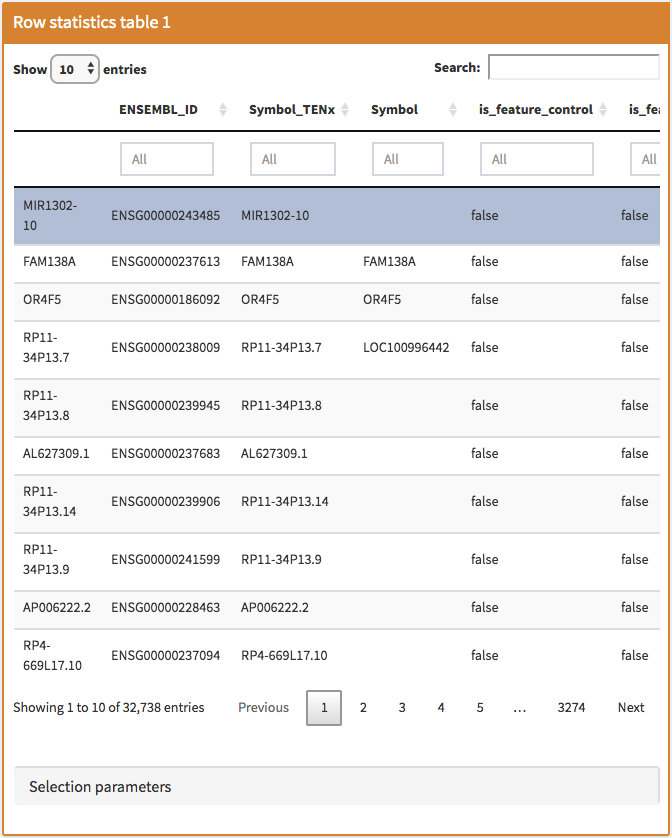 Row statistics table 1
Show 10 entries Search:
ENSEMBL_ID Symbol_TENx Symbol is_feature_control is_fea
All All All All All
MIR1302-
10 ENSG00000243485 MIR1302-10 false false
FAM138A ENSG00000237613 FAM138A FAM138A false false
OR4F5 ENSG00000186092 OR4F5 OR4F5 false false
RP11-
34P13.7 ENSG00000238009 RP11-34P13.7 LOC100996442 false false
RP11-
34P13.8 ENSG00000239945 RP11-34P13.8 false false
AL627309.1 ENSG00000237683 AL627309.1 false false
RP11-
34P13.14 ENSG00000239906 RP11-34P13.14 false false
RP11-
34P13.9 ENSG00000241599 RP11-34P13.9 false false
AP006222.2 ENSG00000228463 AP006222.2 false false
RP4-
669L17.10 ENSG00000237094 RP4-669L17.10 false false
Showing 1 to 10 of 32,738 entries Previous 1 2 3 4 5 … 3274 Next
Selection parameters